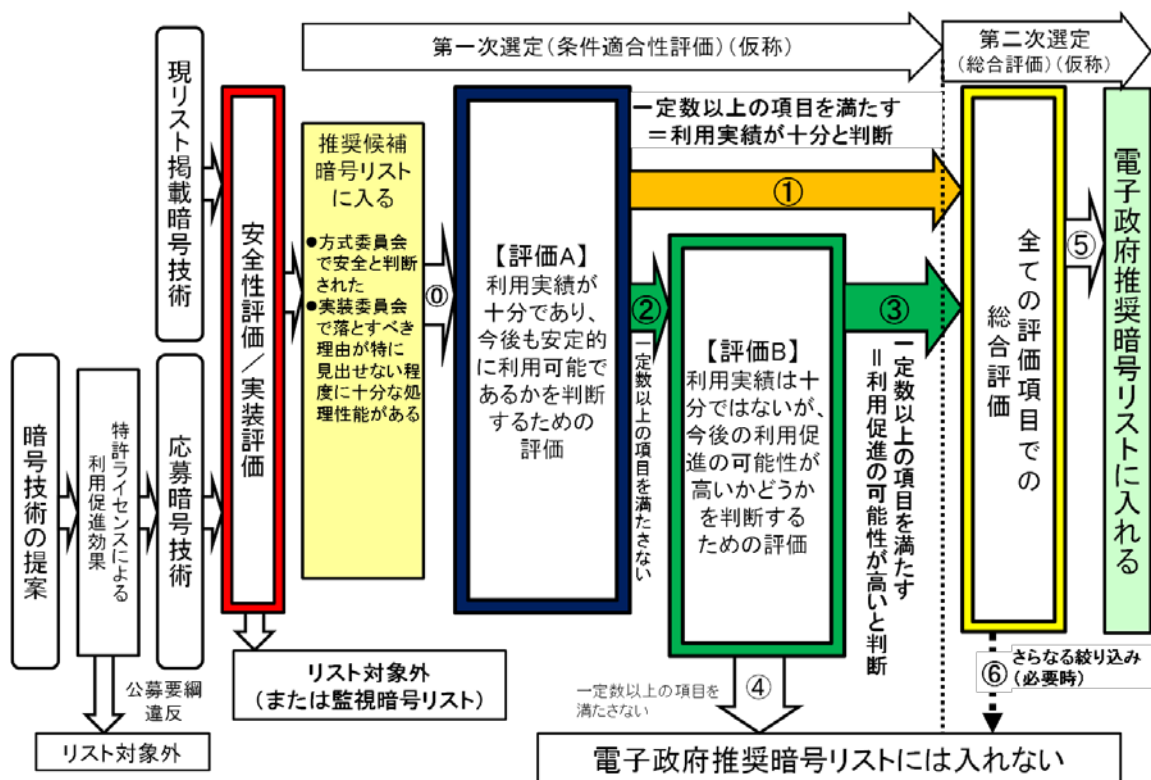 第一次選定(条件適合性評価)(仮称)
第二次選定
(総合評価)(仮称)
現リスト掲載暗号技術
暗号技術の提案
特許ライセンスによる
利用促進効果
応募暗号技術
公募要綱
違反
リスト対象外
安全性評価/実装評価
リスト対象外
(または監視暗号リスト)
推奨候補
暗号リスト
に入る
●方式委員会
で安全と判断
された
●実装委員会
で落とすべき
理由が特に
見出せない程
度に十分な処
理性能がある
⓪
【評価A】
利用実績が
十分であり、
今後も安定的
に利用可能で
あるかを判断
するための
評価
一定数以上の項目を満たす
=利用実績が十分と判断
①
②
一定数以上の項目を満たさない
【評価B】
利用実績は十
分ではないが、
今後の利用促
進の可能性が
高いかどうか
を判断する
ための評価
③
一定数以上の項目を満たす
=利用促進の可能性が高いと判断
④
一定数以上の項目を
満たさない
全ての評価項目での
総合評価
⑤
電子政府推奨暗号リストに入れる
⑥
さらなる絞り込み
(必要時)
電子政府推奨暗号リストには入れない